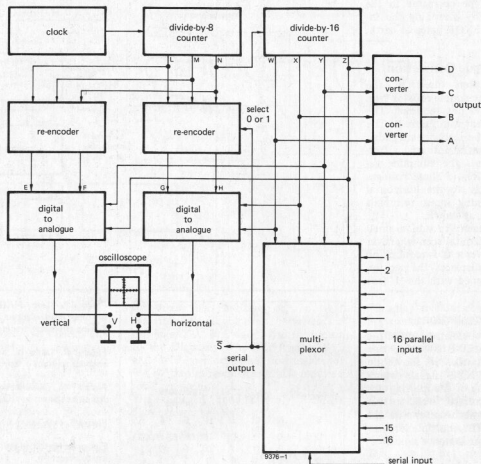 clock
divide-by-8
counter
divide-by-16
counter
L M N
W X Y Z
con-
verter
con-
verter
D
C
output
B
A
re-encoder
re-encoder
select
0 or 1
E F
G H
digital
to
analogue
digital
to
analogue
oscilloscope
V H
vertical
horizontal
S̅
serial
output
multi-
plexor
1
2
16 parallel
inputs
15
16
9376-1
serial input